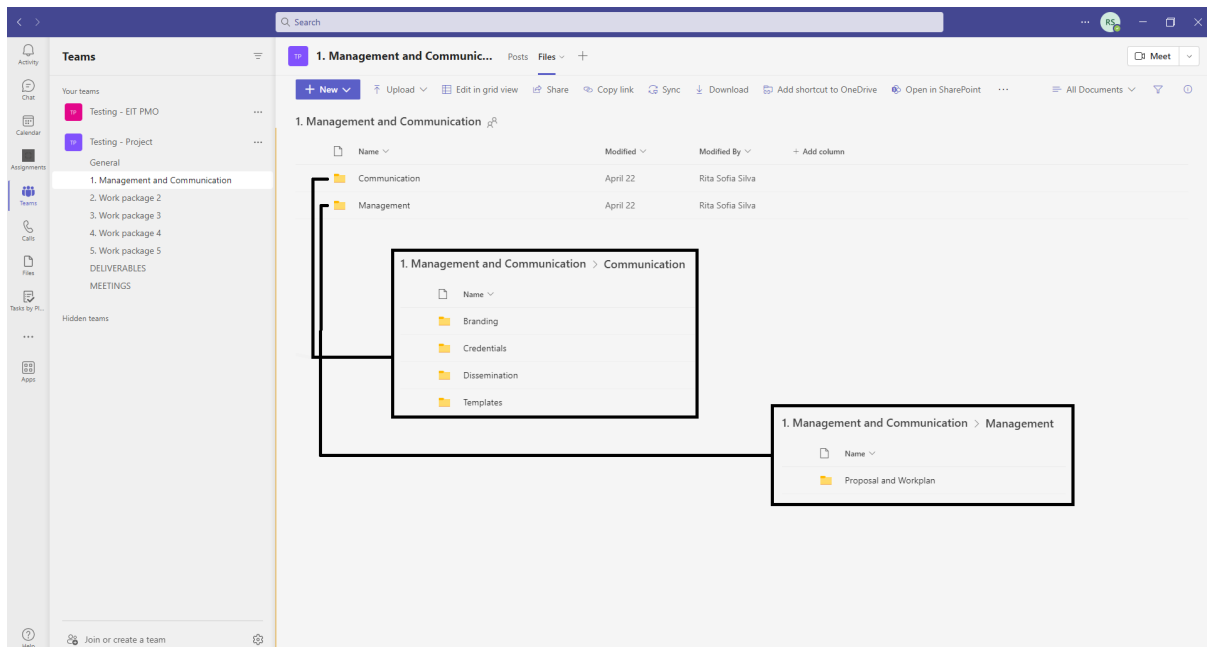 Search
RS
Activity
Chat
Calendar
Assignments
Teams
Calls
Files
Tasks by Pl...
Apps
Help
Teams
Your teams
TP Testing - EIT PMO
TP Testing - Project
General
1. Management and Communication
2. Work package 2
3. Work package 3
4. Work package 4
5. Work package 5
DELIVERABLES
MEETINGS
Hidden teams
Join or create a team
TP 1. Management and Communic... Posts Files Meet
New Upload Edit in grid view Share Copy link Sync Download Add shortcut to OneDrive Open in SharePoint ... All Documents
1. Management and Communication
Name Modified Modified By + Add column
Communication April 22 Rita Sofia Silva
Management April 22 Rita Sofia Silva
1. Management and Communication > Communication
Name
Branding
Credentials
Dissemination
Templates
1. Management and Communication > Management
Name
Proposal and Workplan